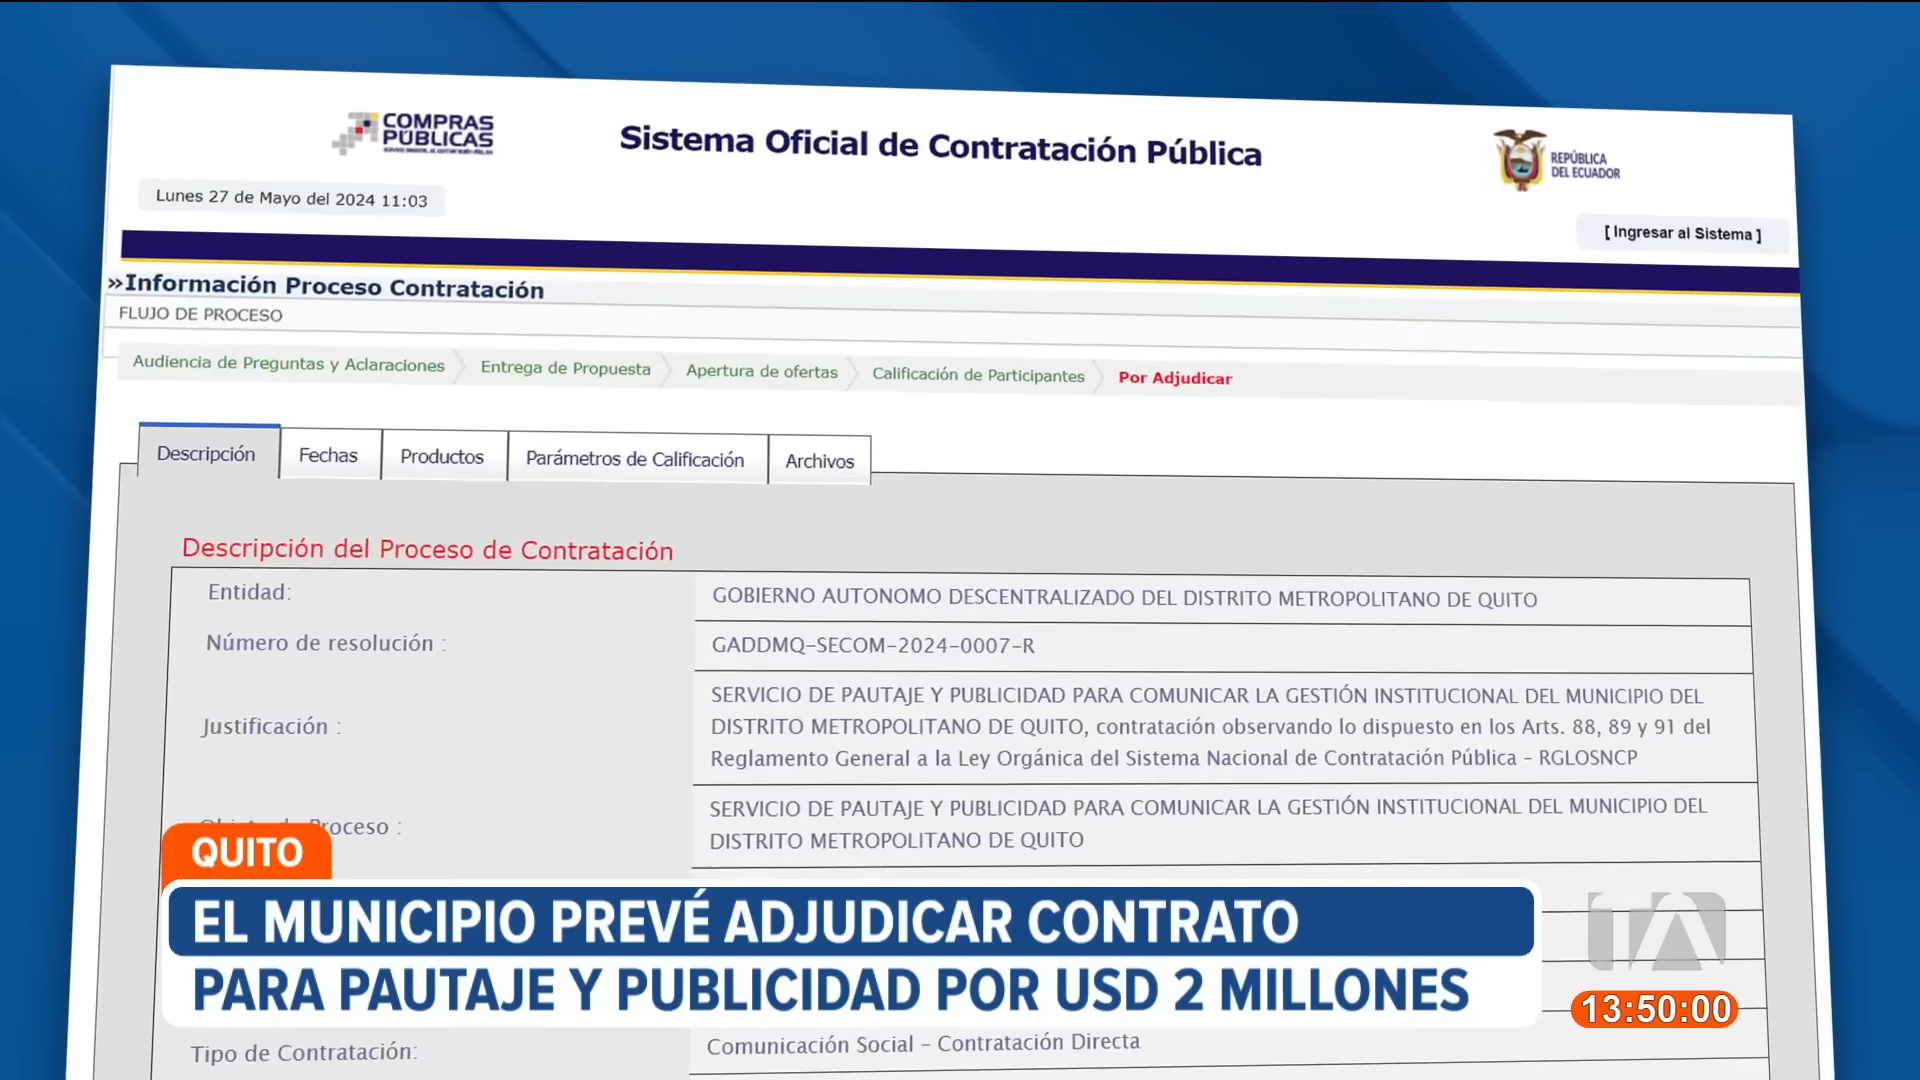 COMPRAS
PÚBLICAS
Sistema Oficial de Contratación Pública
REPÚBLICA
DEL ECUADOR
Lunes 27 de Mayo del 2024 11:03
[ Ingresar al Sistema ]
»Información Proceso Contratación
FLUJO DE PROCESO
Audiencia de Preguntas y Aclaraciones
Entrega de Propuesta
Apertura de ofertas
Calificación de Participantes
Por Adjudicar
Descripción
Fechas
Productos
Parámetros de Calificación
Archivos
Descripción del Proceso de Contratación
Entidad:
GOBIERNO AUTONOMO DESCENTRALIZADO DEL DISTRITO METROPOLITANO DE QUITO
Número de resolución :
GADDMQ-SECOM-2024-0007-R
Justificación :
SERVICIO DE PAUTAJE Y PUBLICIDAD PARA COMUNICAR LA GESTIÓN INSTITUCIONAL DEL MUNICIPIO DEL
DISTRITO METROPOLITANO DE QUITO, contratación observando lo dispuesto en los Arts. 88, 89 y 91 del
Reglamento General a la Ley Orgánica del Sistema Nacional de Contratación Pública - RGLOSNCP
Proceso :
SERVICIO DE PAUTAJE Y PUBLICIDAD PARA COMUNICAR LA GESTIÓN INSTITUCIONAL DEL MUNICIPIO DEL
DISTRITO METROPOLITANO DE QUITO
QUITO
EL MUNICIPIO PREVÉ ADJUDICAR CONTRATO
PARA PAUTAJE Y PUBLICIDAD POR USD 2 MILLONES
TA
13:50:00
Tipo de Contratación:
Comunicación Social - Contratación Directa